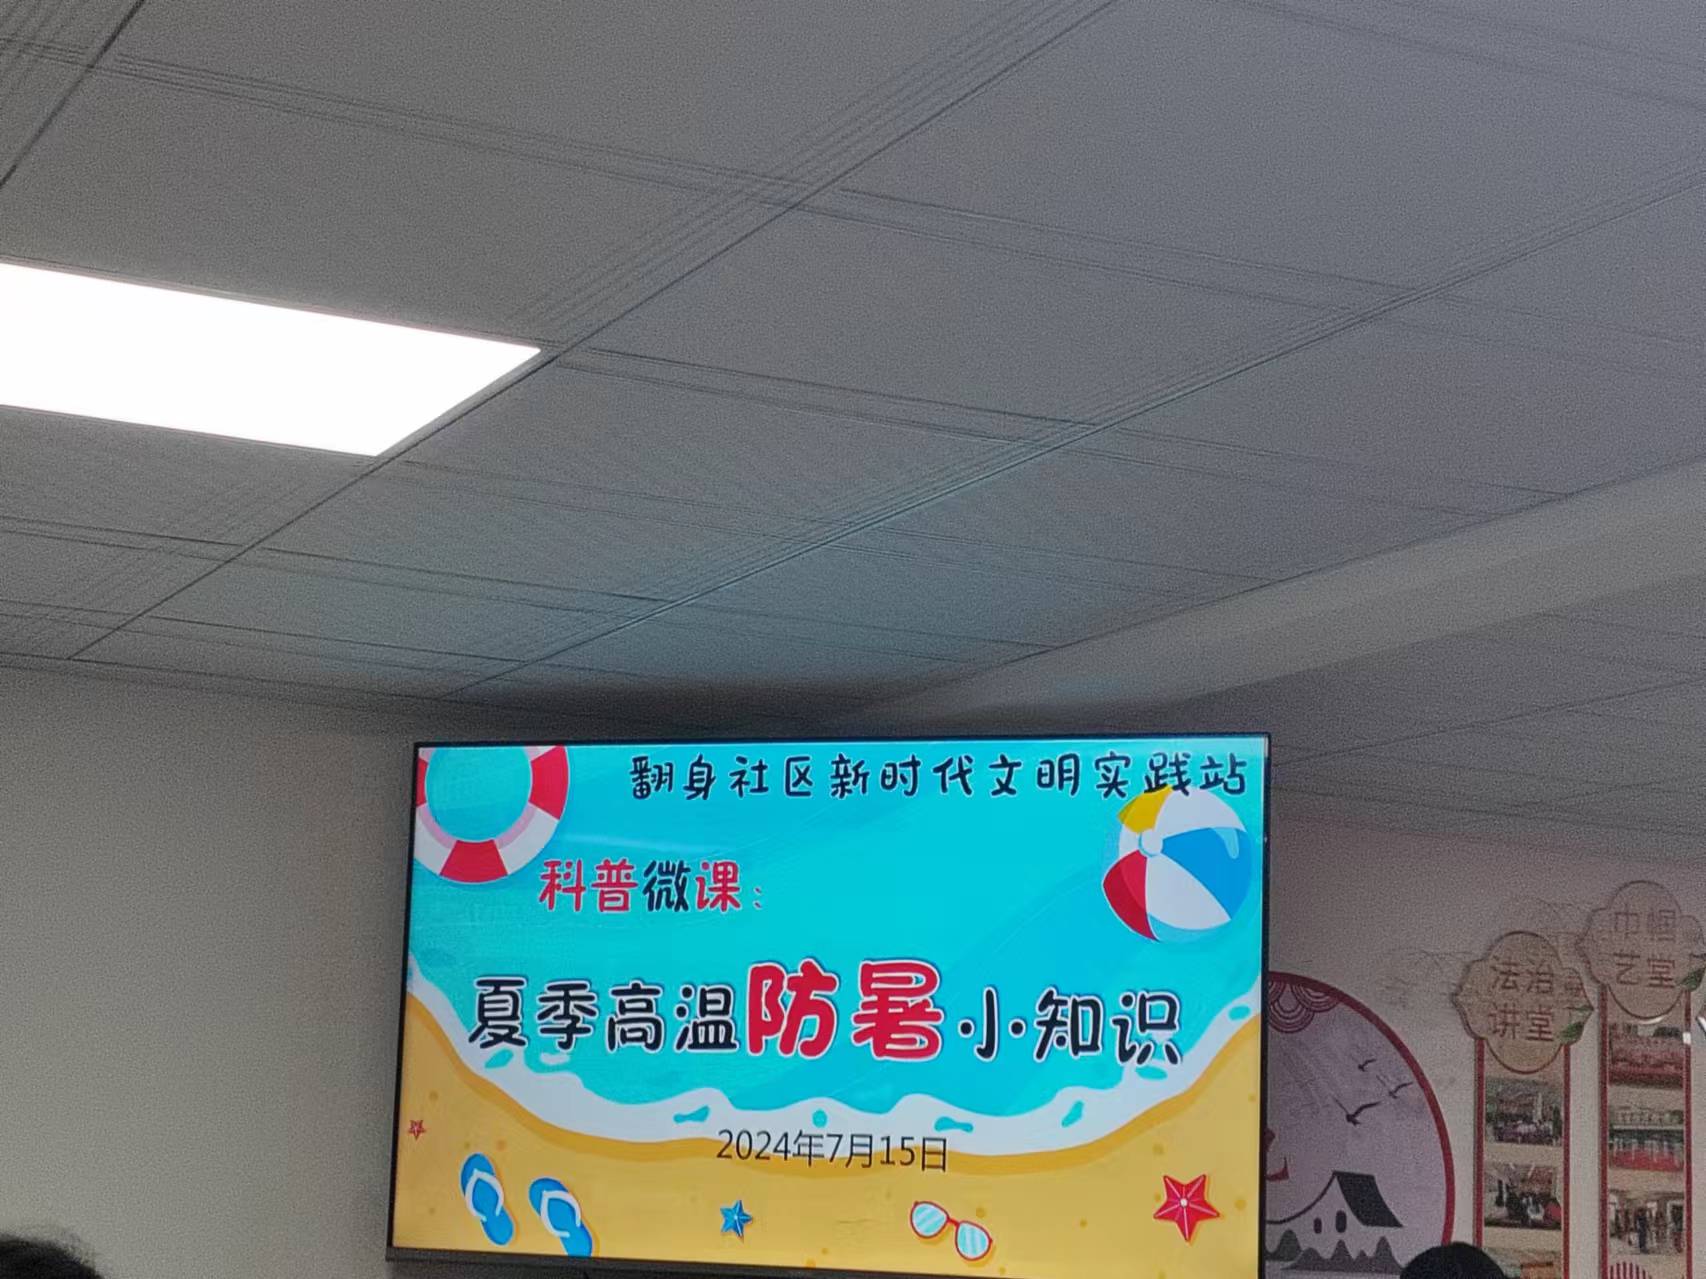 翻身社区新时代文明实践站
科普微课：
夏季高温防暑小知识
2024年7月15日
法治
讲堂
巾帼
艺堂